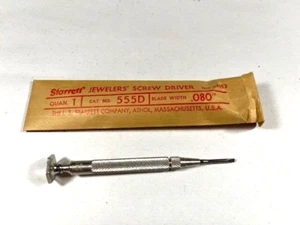 Starrett JEWELERS' SCREW DRIVER
QUAN. 1 CAT. NO. 555D BLADE WIDTH .080"
THE L. S. STARRETT COMPANY, ATHOL, MASSACHUSETTS, U.S.A.